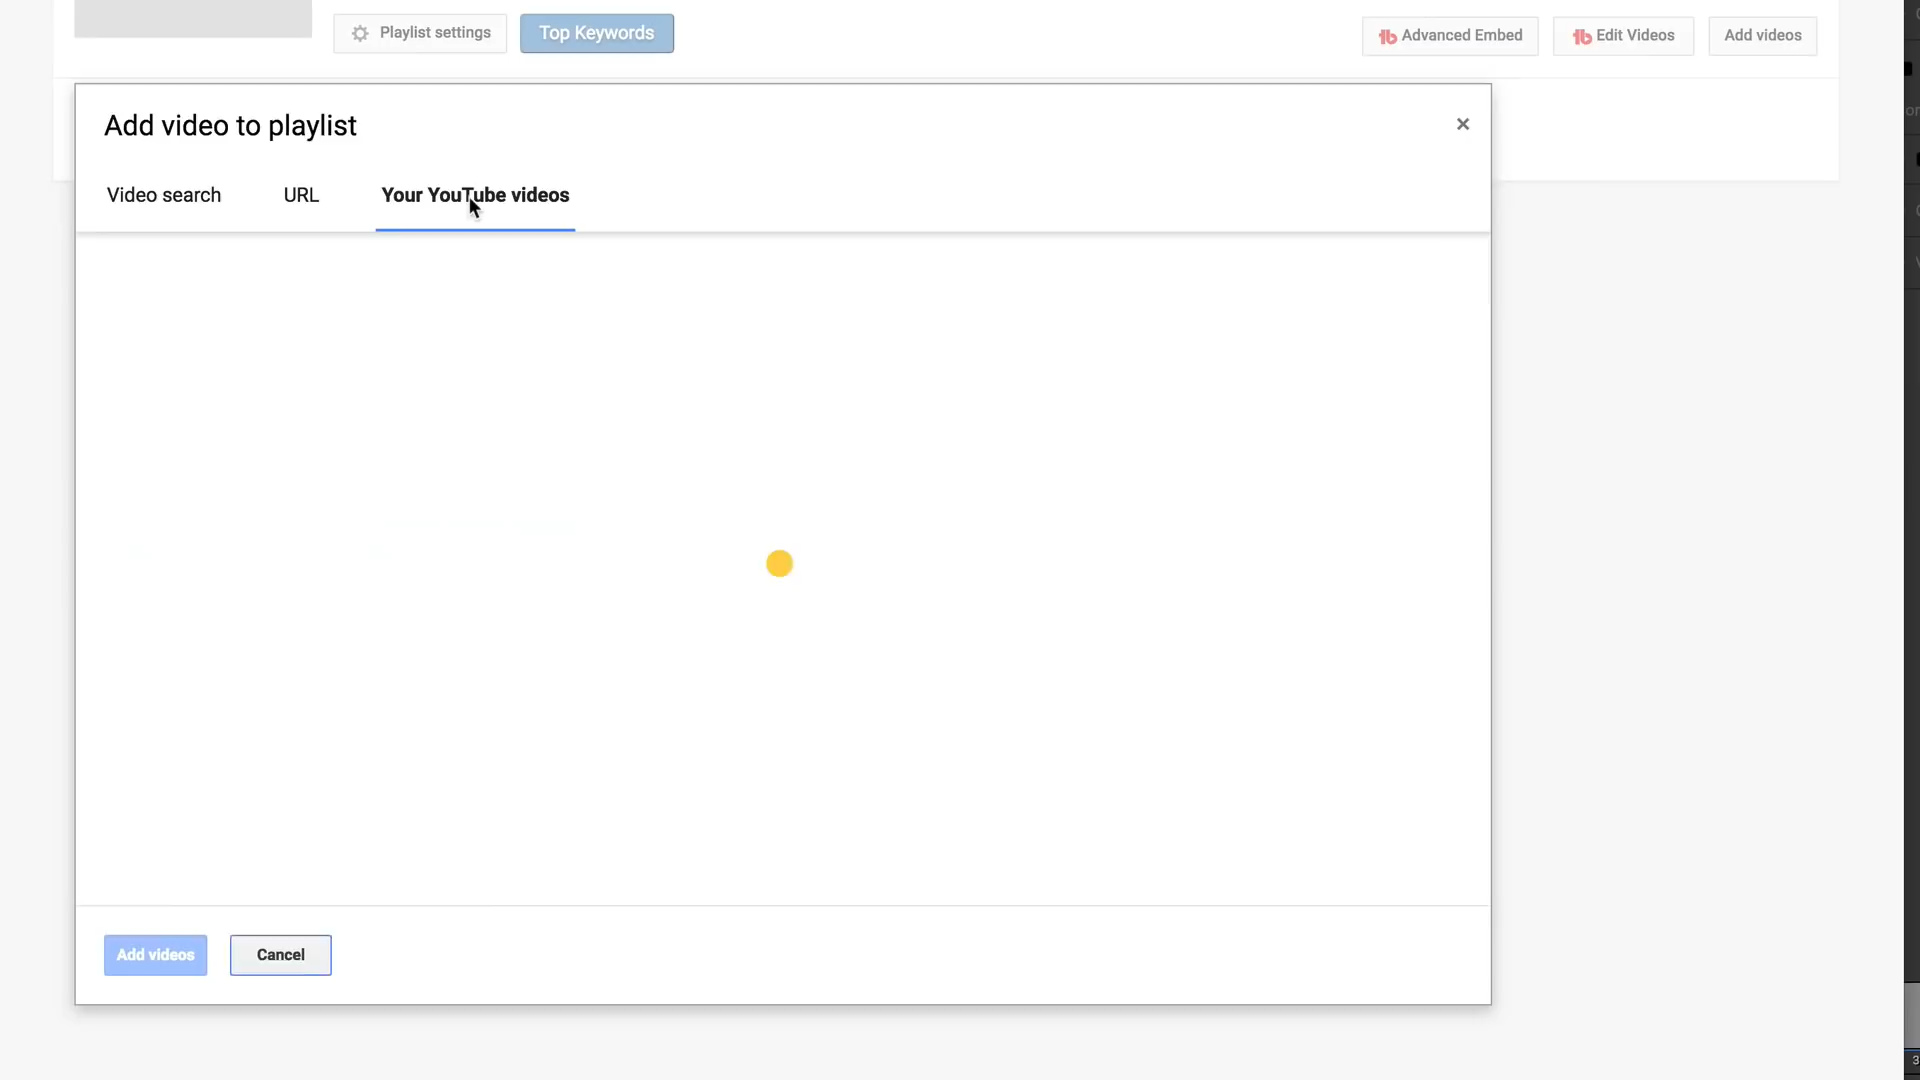 Playlist settings
Top Keywords
Advanced Embed
Edit Videos
Add videos
Add video to playlist
×
Video search
URL
Your YouTube videos
Add videos
Cancel